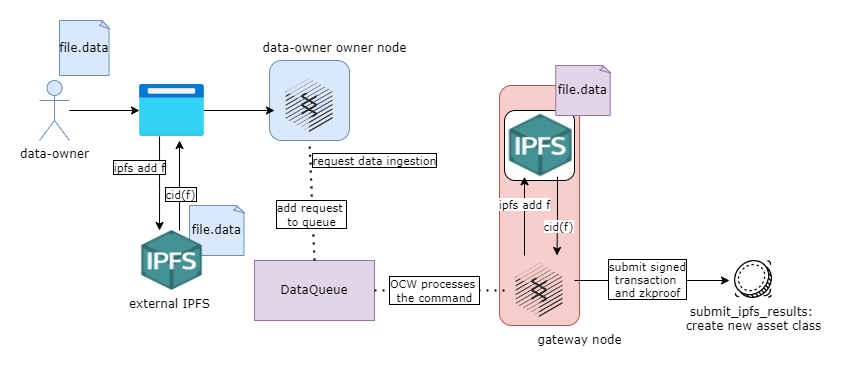 file.data
data-owner
ipfs add f
cid(f)
file.data
IPFS
external IPFS
data-owner owner node
request data ingestion
add request
to queue
DataQueue
OCW processes
the command
file.data
IPFS
ipfs add f
cid(f)
gateway node
submit signed
transaction
and zkproof
submit_ipfs_results:
create new asset class